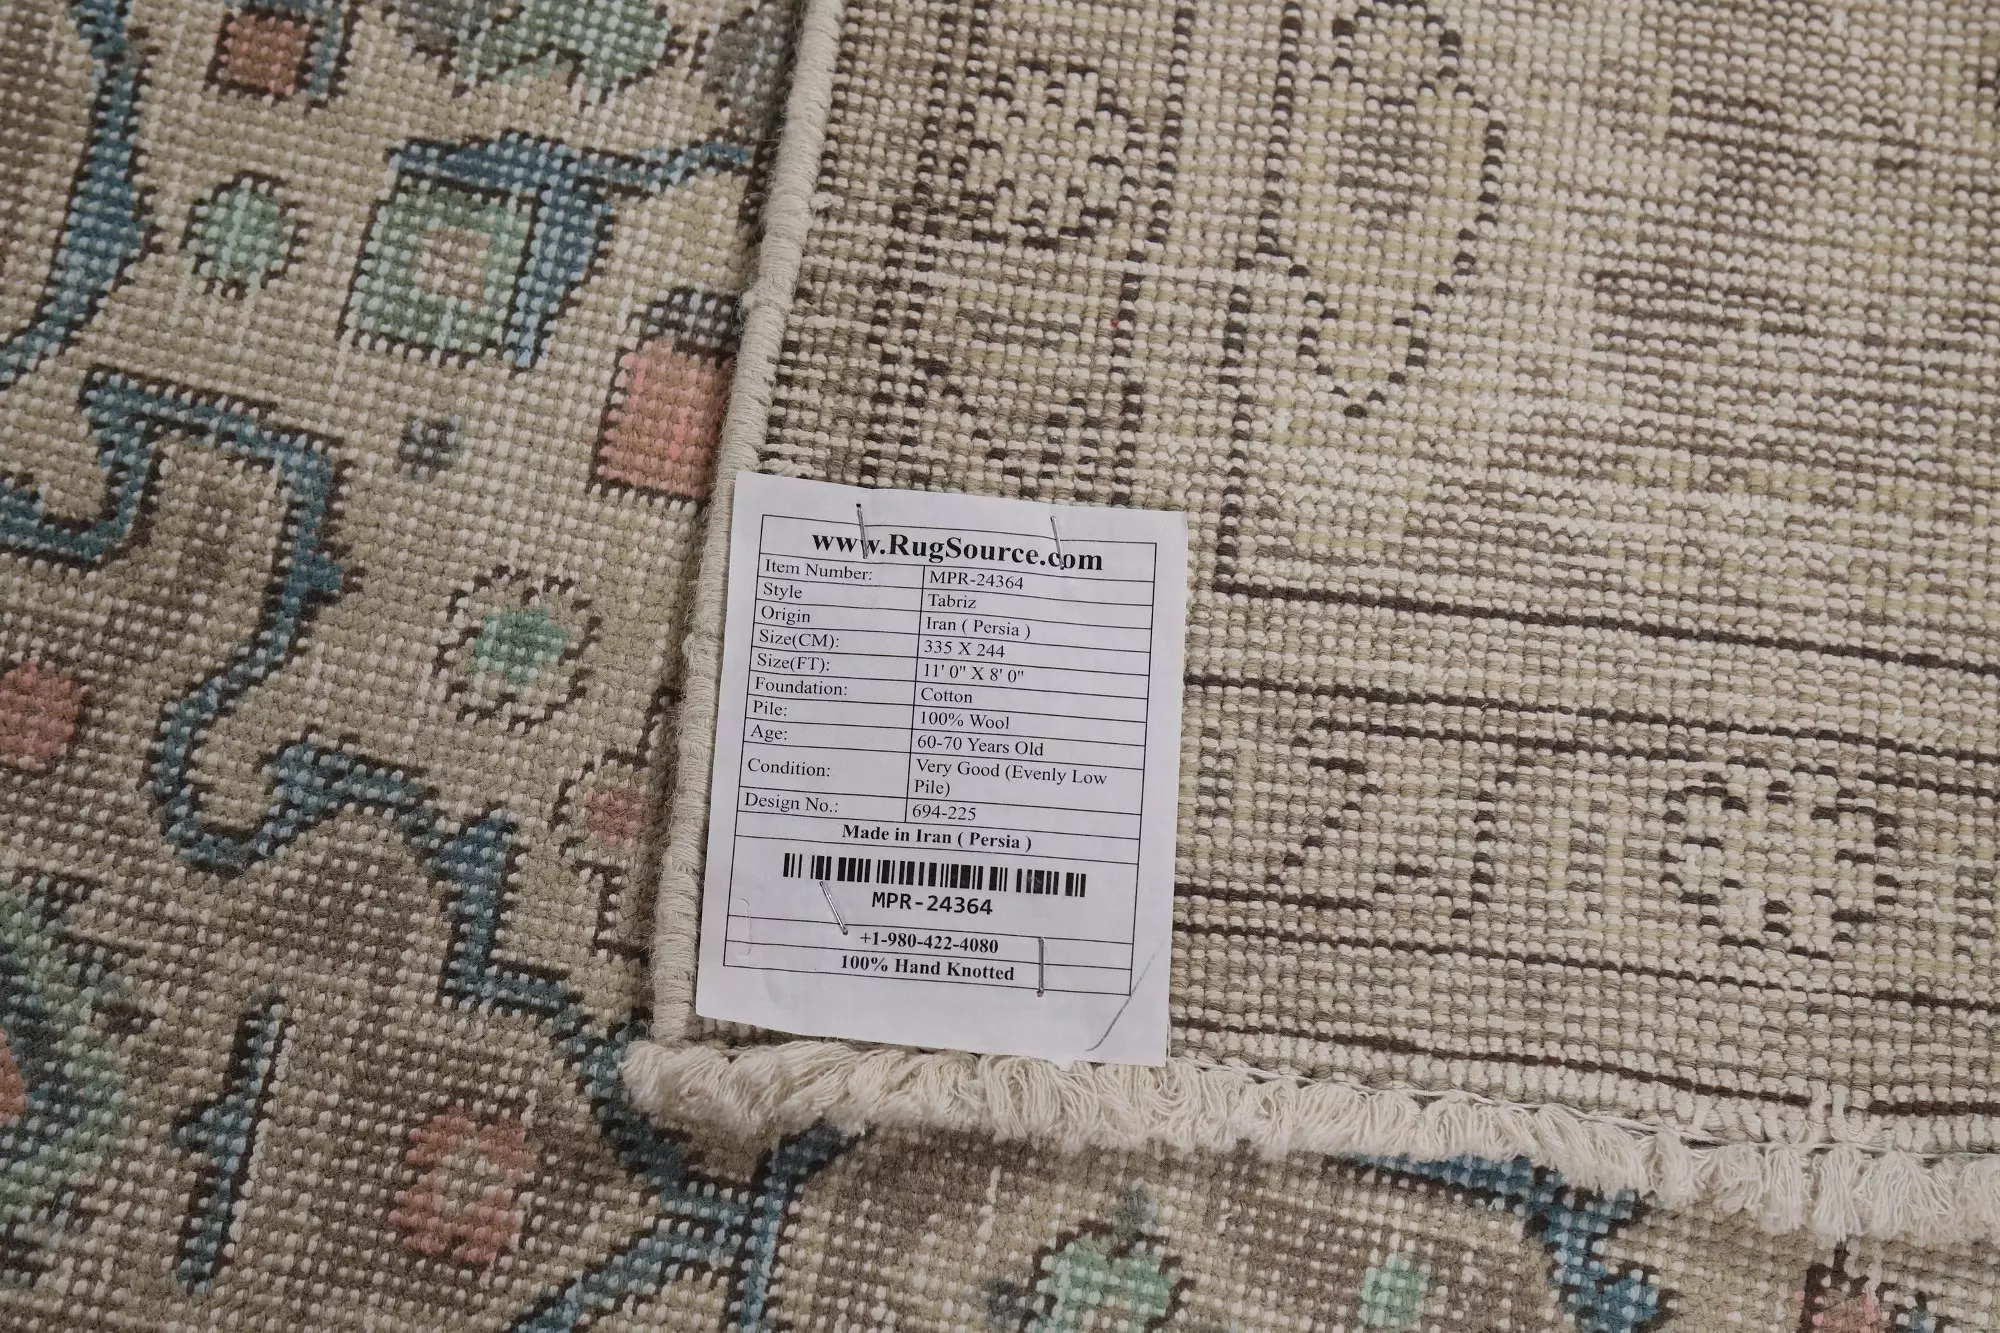 www.RugSource.com
Item Number: MPR-24364
Style Tabriz
Origin Iran ( Persia )
Size(CM): 335 X 244
Size(FT): 11' 0" X 8' 0"
Foundation: Cotton
Pile: 100% Wool
Age: 60-70 Years Old
Condition: Very Good (Evenly Low
Pile)
Design No.: 694-225
Made in Iran ( Persia )
MPR-24364
+1-980-422-4080
100% Hand Knotted